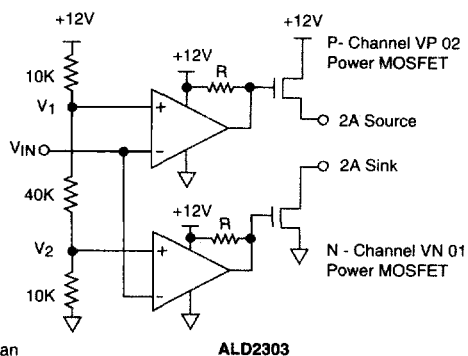 +12V
+12V
P- Channel VP 02
Power MOSFET
10K
+12V
R
V1
+
2A Source
VIN
-
2A Sink
40K
+12V
R
V2
+
N - Channel VN 01
Power MOSFET
10K
-
an
ALD2303